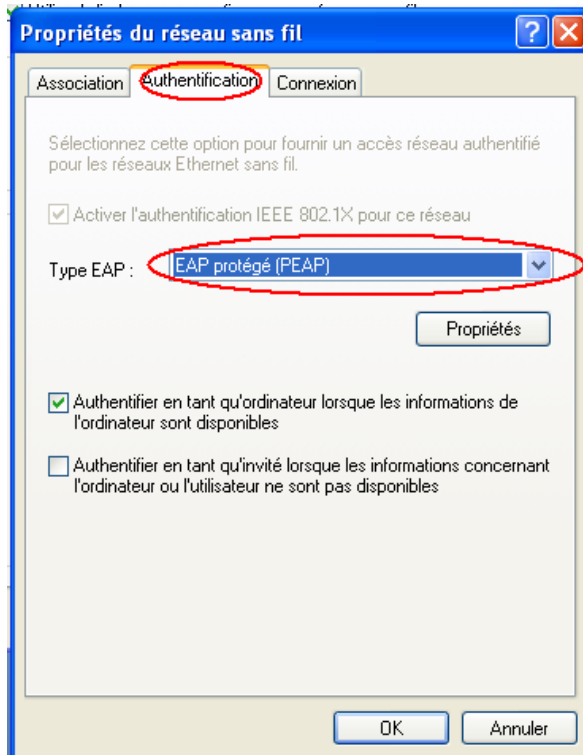 Propriétés du réseau sans fil
Association Authentification Connexion
Sélectionnez cette option pour fournir un accès réseau authentifié
pour les réseaux Ethernet sans fil.
Activer l'authentification IEEE 802.1X pour ce réseau
Type EAP : EAP protégé (PEAP)
Propriétés
Authentifier en tant qu'ordinateur lorsque les informations de
l'ordinateur sont disponibles
Authentifier en tant qu'invité lorsque les informations concernant
l'ordinateur ou l'utilisateur ne sont pas disponibles
OK Annuler